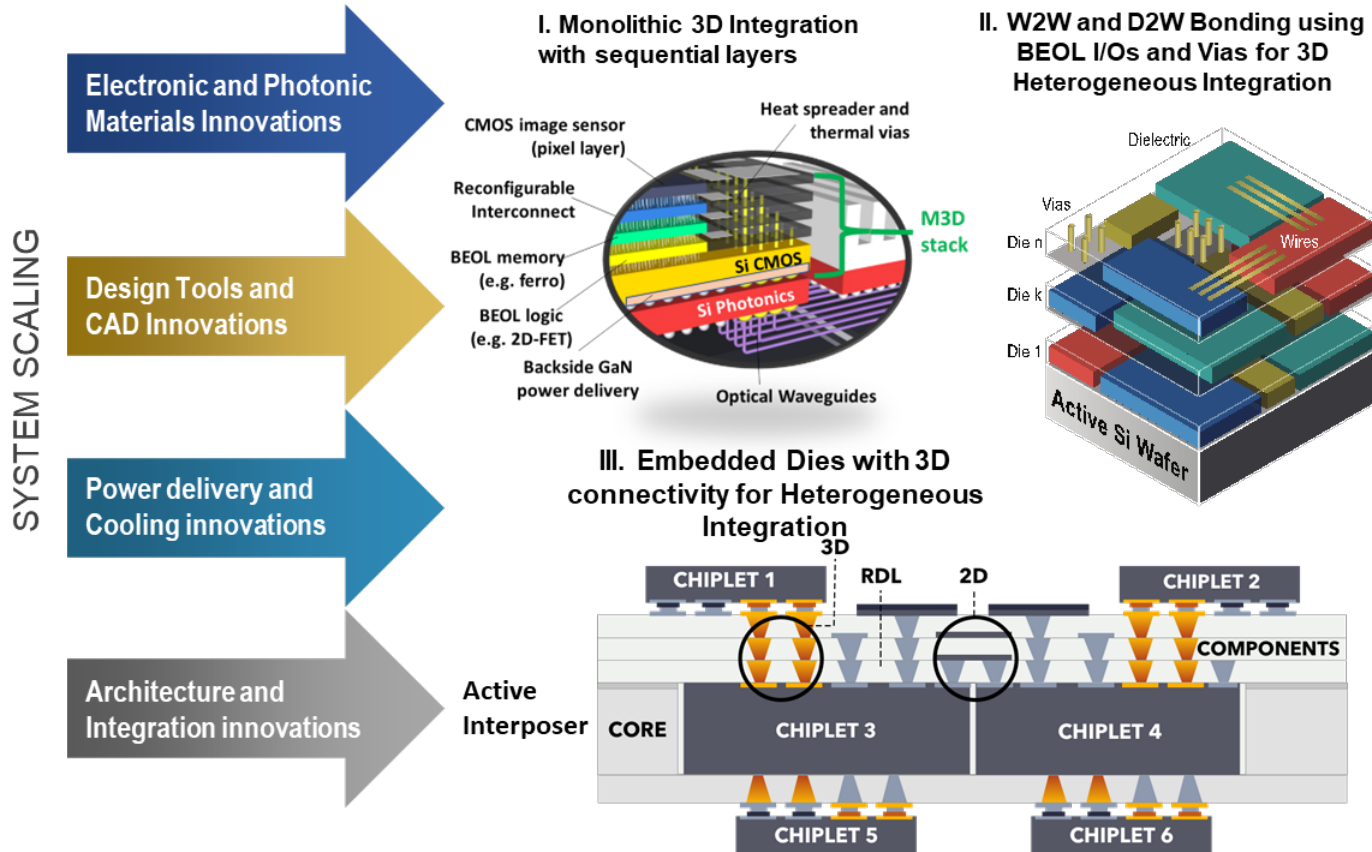 SYSTEM SCALING
Electronic and Photonic
Materials Innovations
Design Tools and
CAD Innovations
Power delivery and
Cooling innovations
Architecture and
Integration innovations
I. Monolithic 3D Integration
with sequential layers
CMOS image sensor
(pixel layer)
Reconfigurable
Interconnect
BEOL memory
(e.g. ferro)
BEOL logic
(e.g. 2D-FET)
Backside GaN
power delivery
Heat spreader and
thermal vias
M3D
stack
Si CMOS
Si Photonics
Optical Waveguides
II. W2W and D2W Bonding using
BEOL I/Os and Vias for 3D
Heterogeneous Integration
Dielectric
Vias
Wires
Die n
Die k
Die 1
Active Si Wafer
III. Embedded Dies with 3D
connectivity for Heterogeneous
Integration
3D
RDL
2D
CHIPLET 1
CHIPLET 2
COMPONENTS
Active
Interposer
CORE
CHIPLET 3
CHIPLET 4
CHIPLET 5
CHIPLET 6